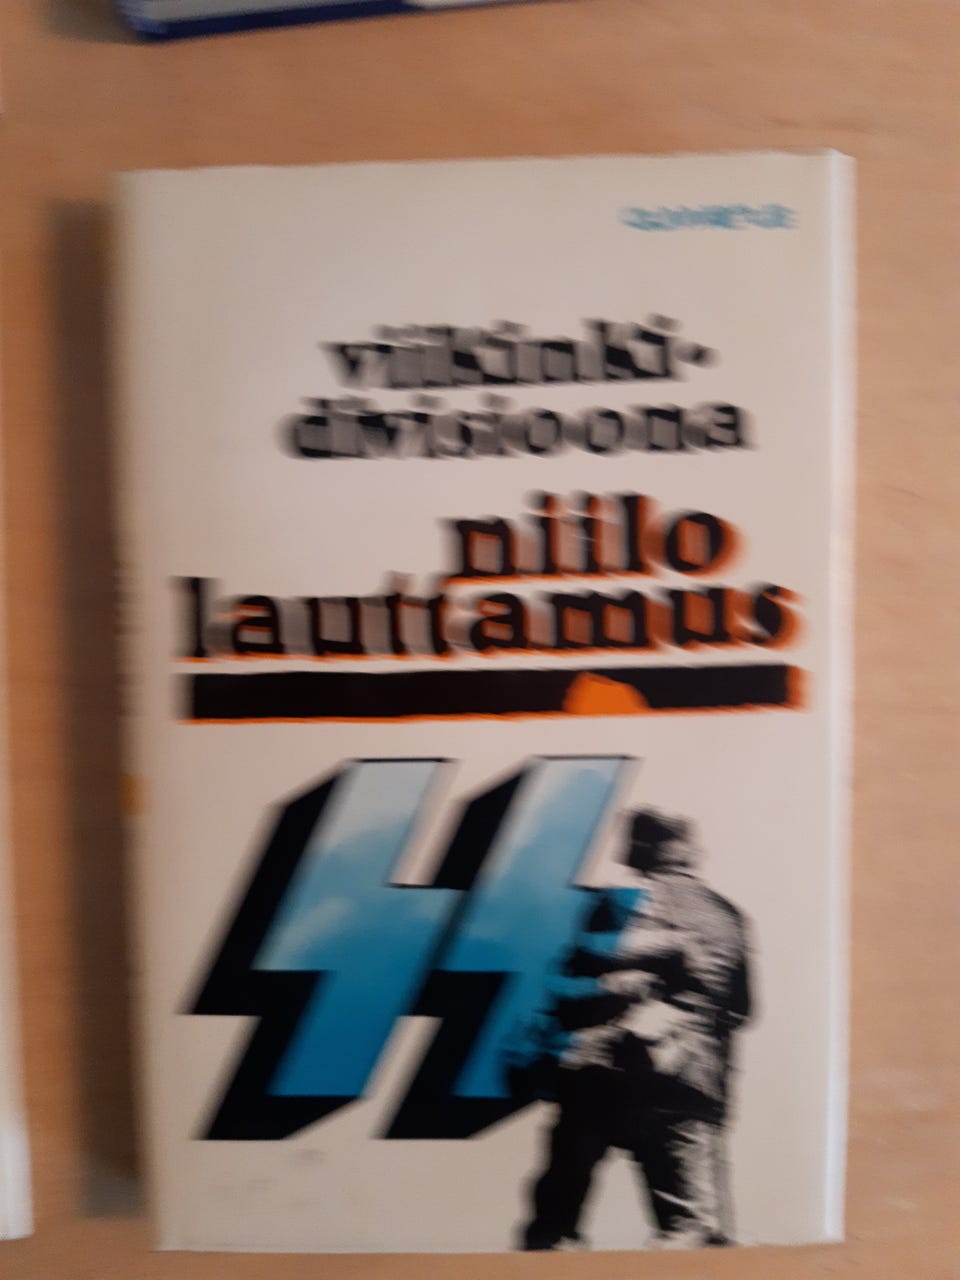 viikinki-
divisioona
niilo
lauttamus